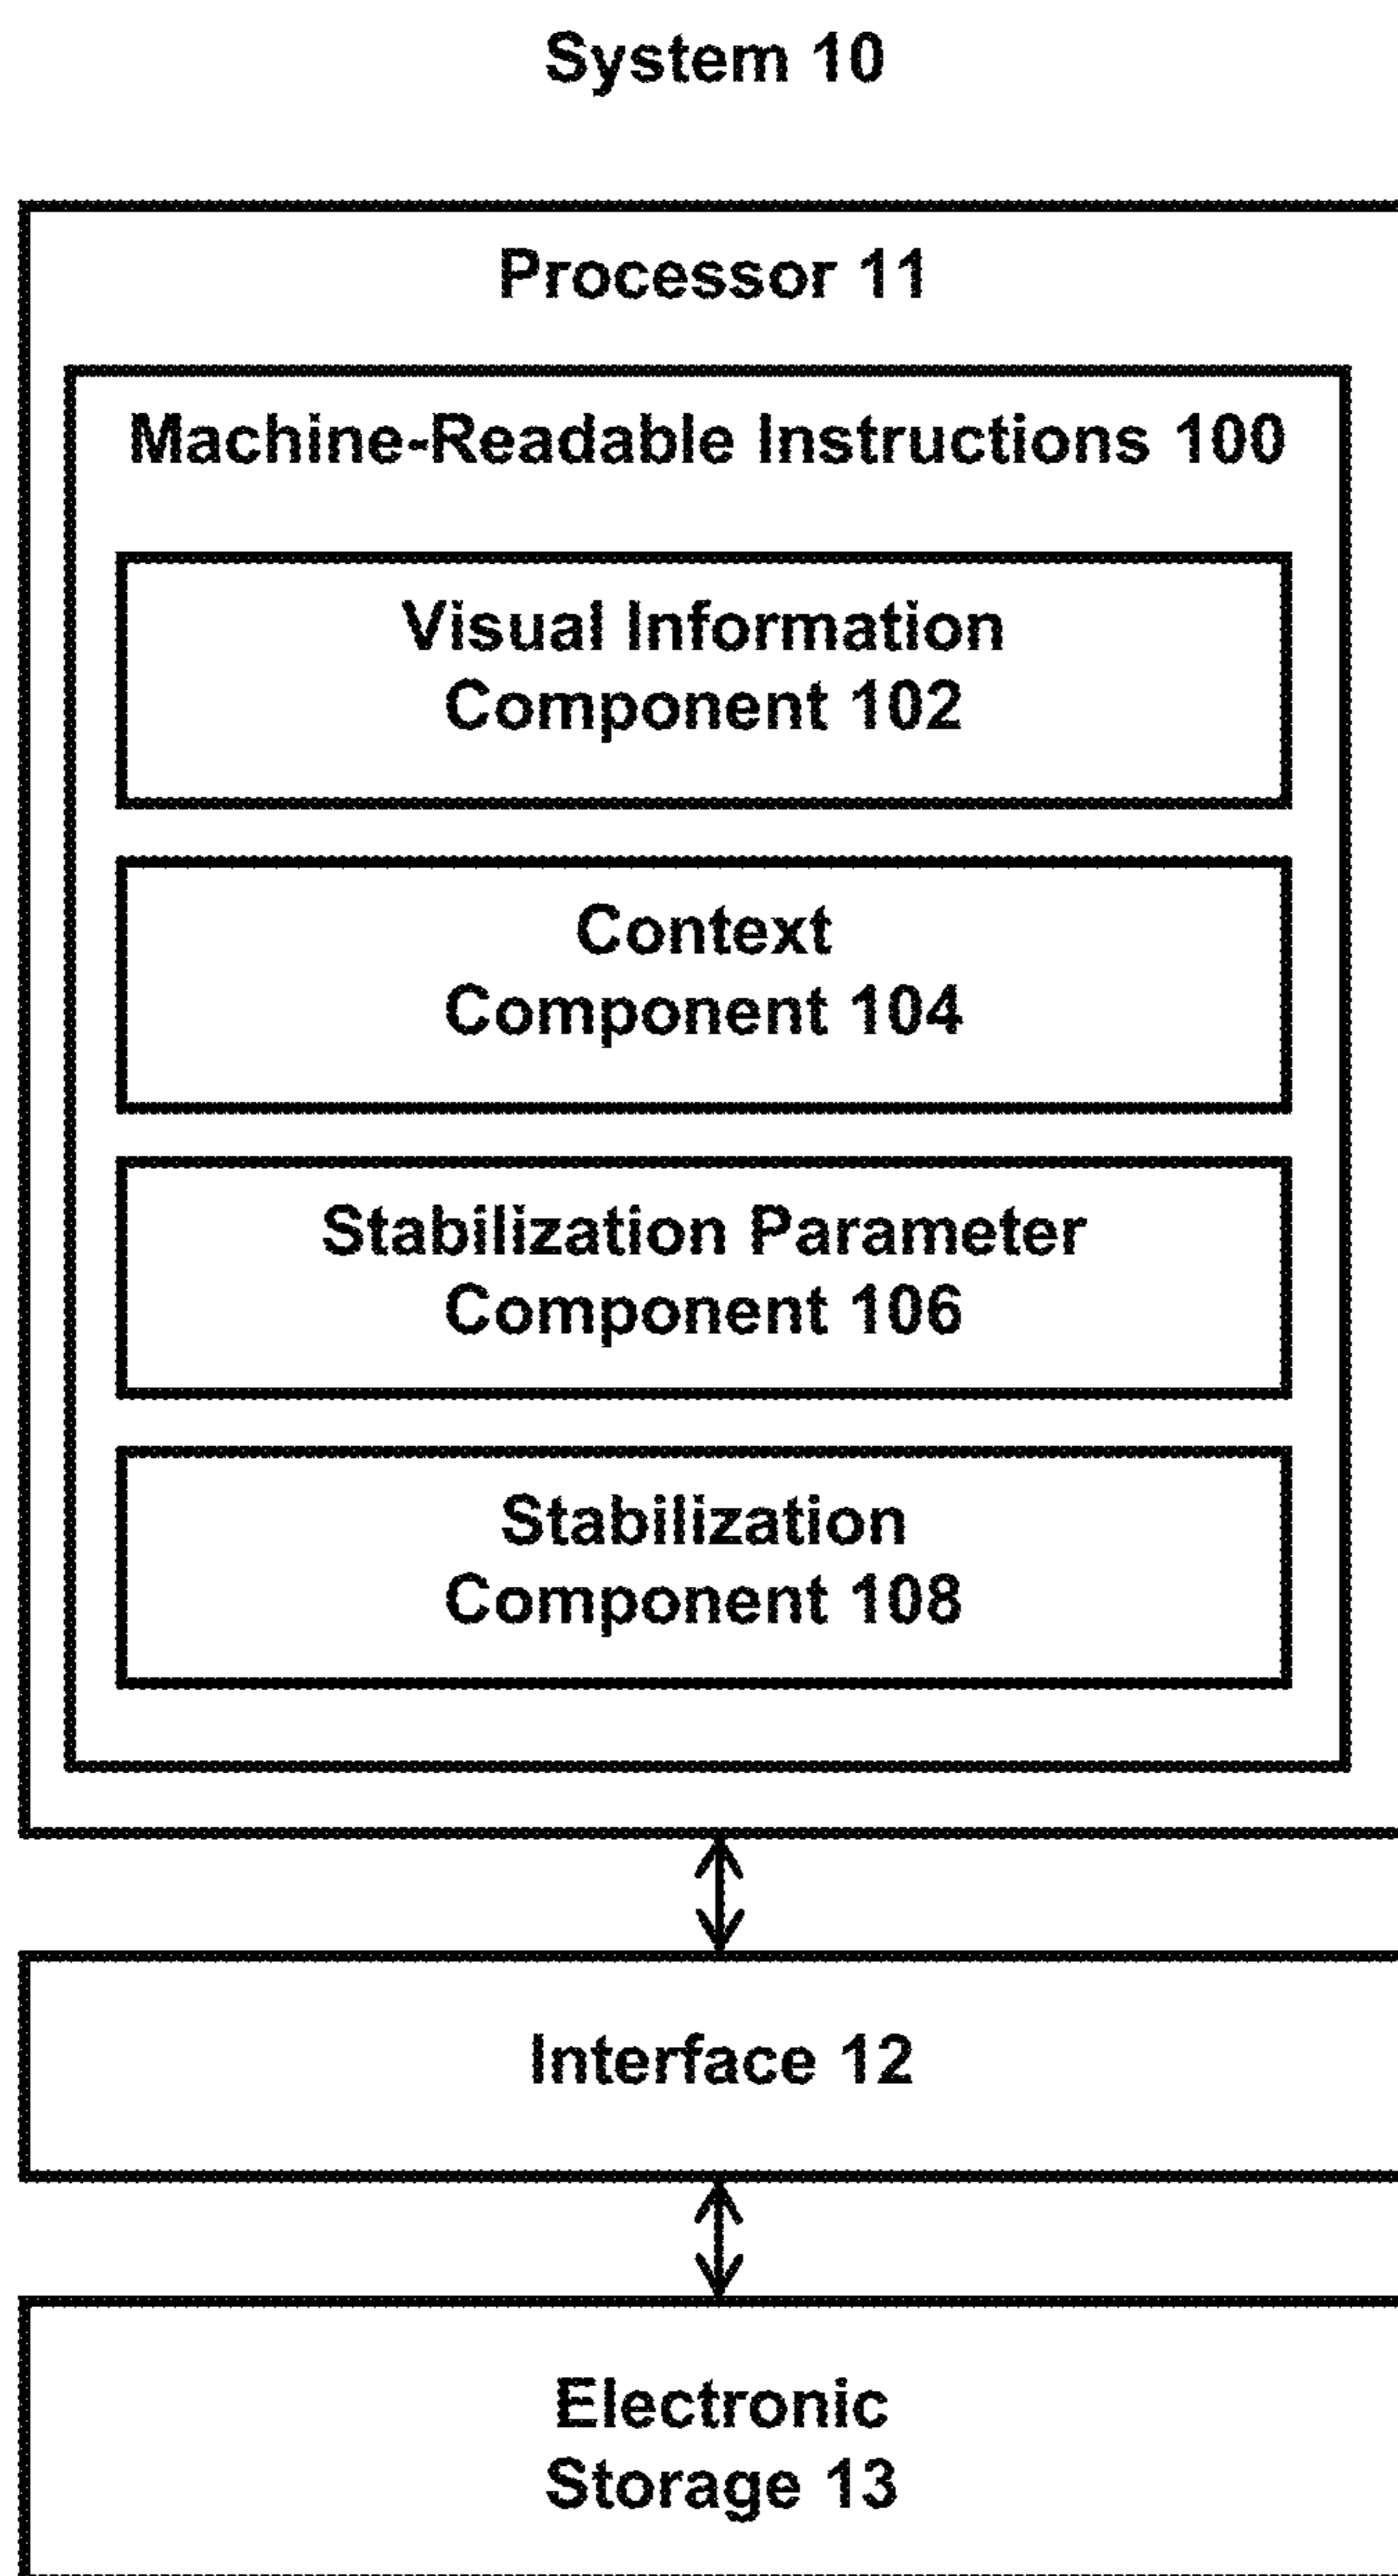 System 10
Processor 11
Machine-Readable Instructions 100
Visual Information
Component 102
Context
Component 104
Stabilization Parameter
Component 106
Stabilization
Component 108
Interface 12
Electronic
Storage 13